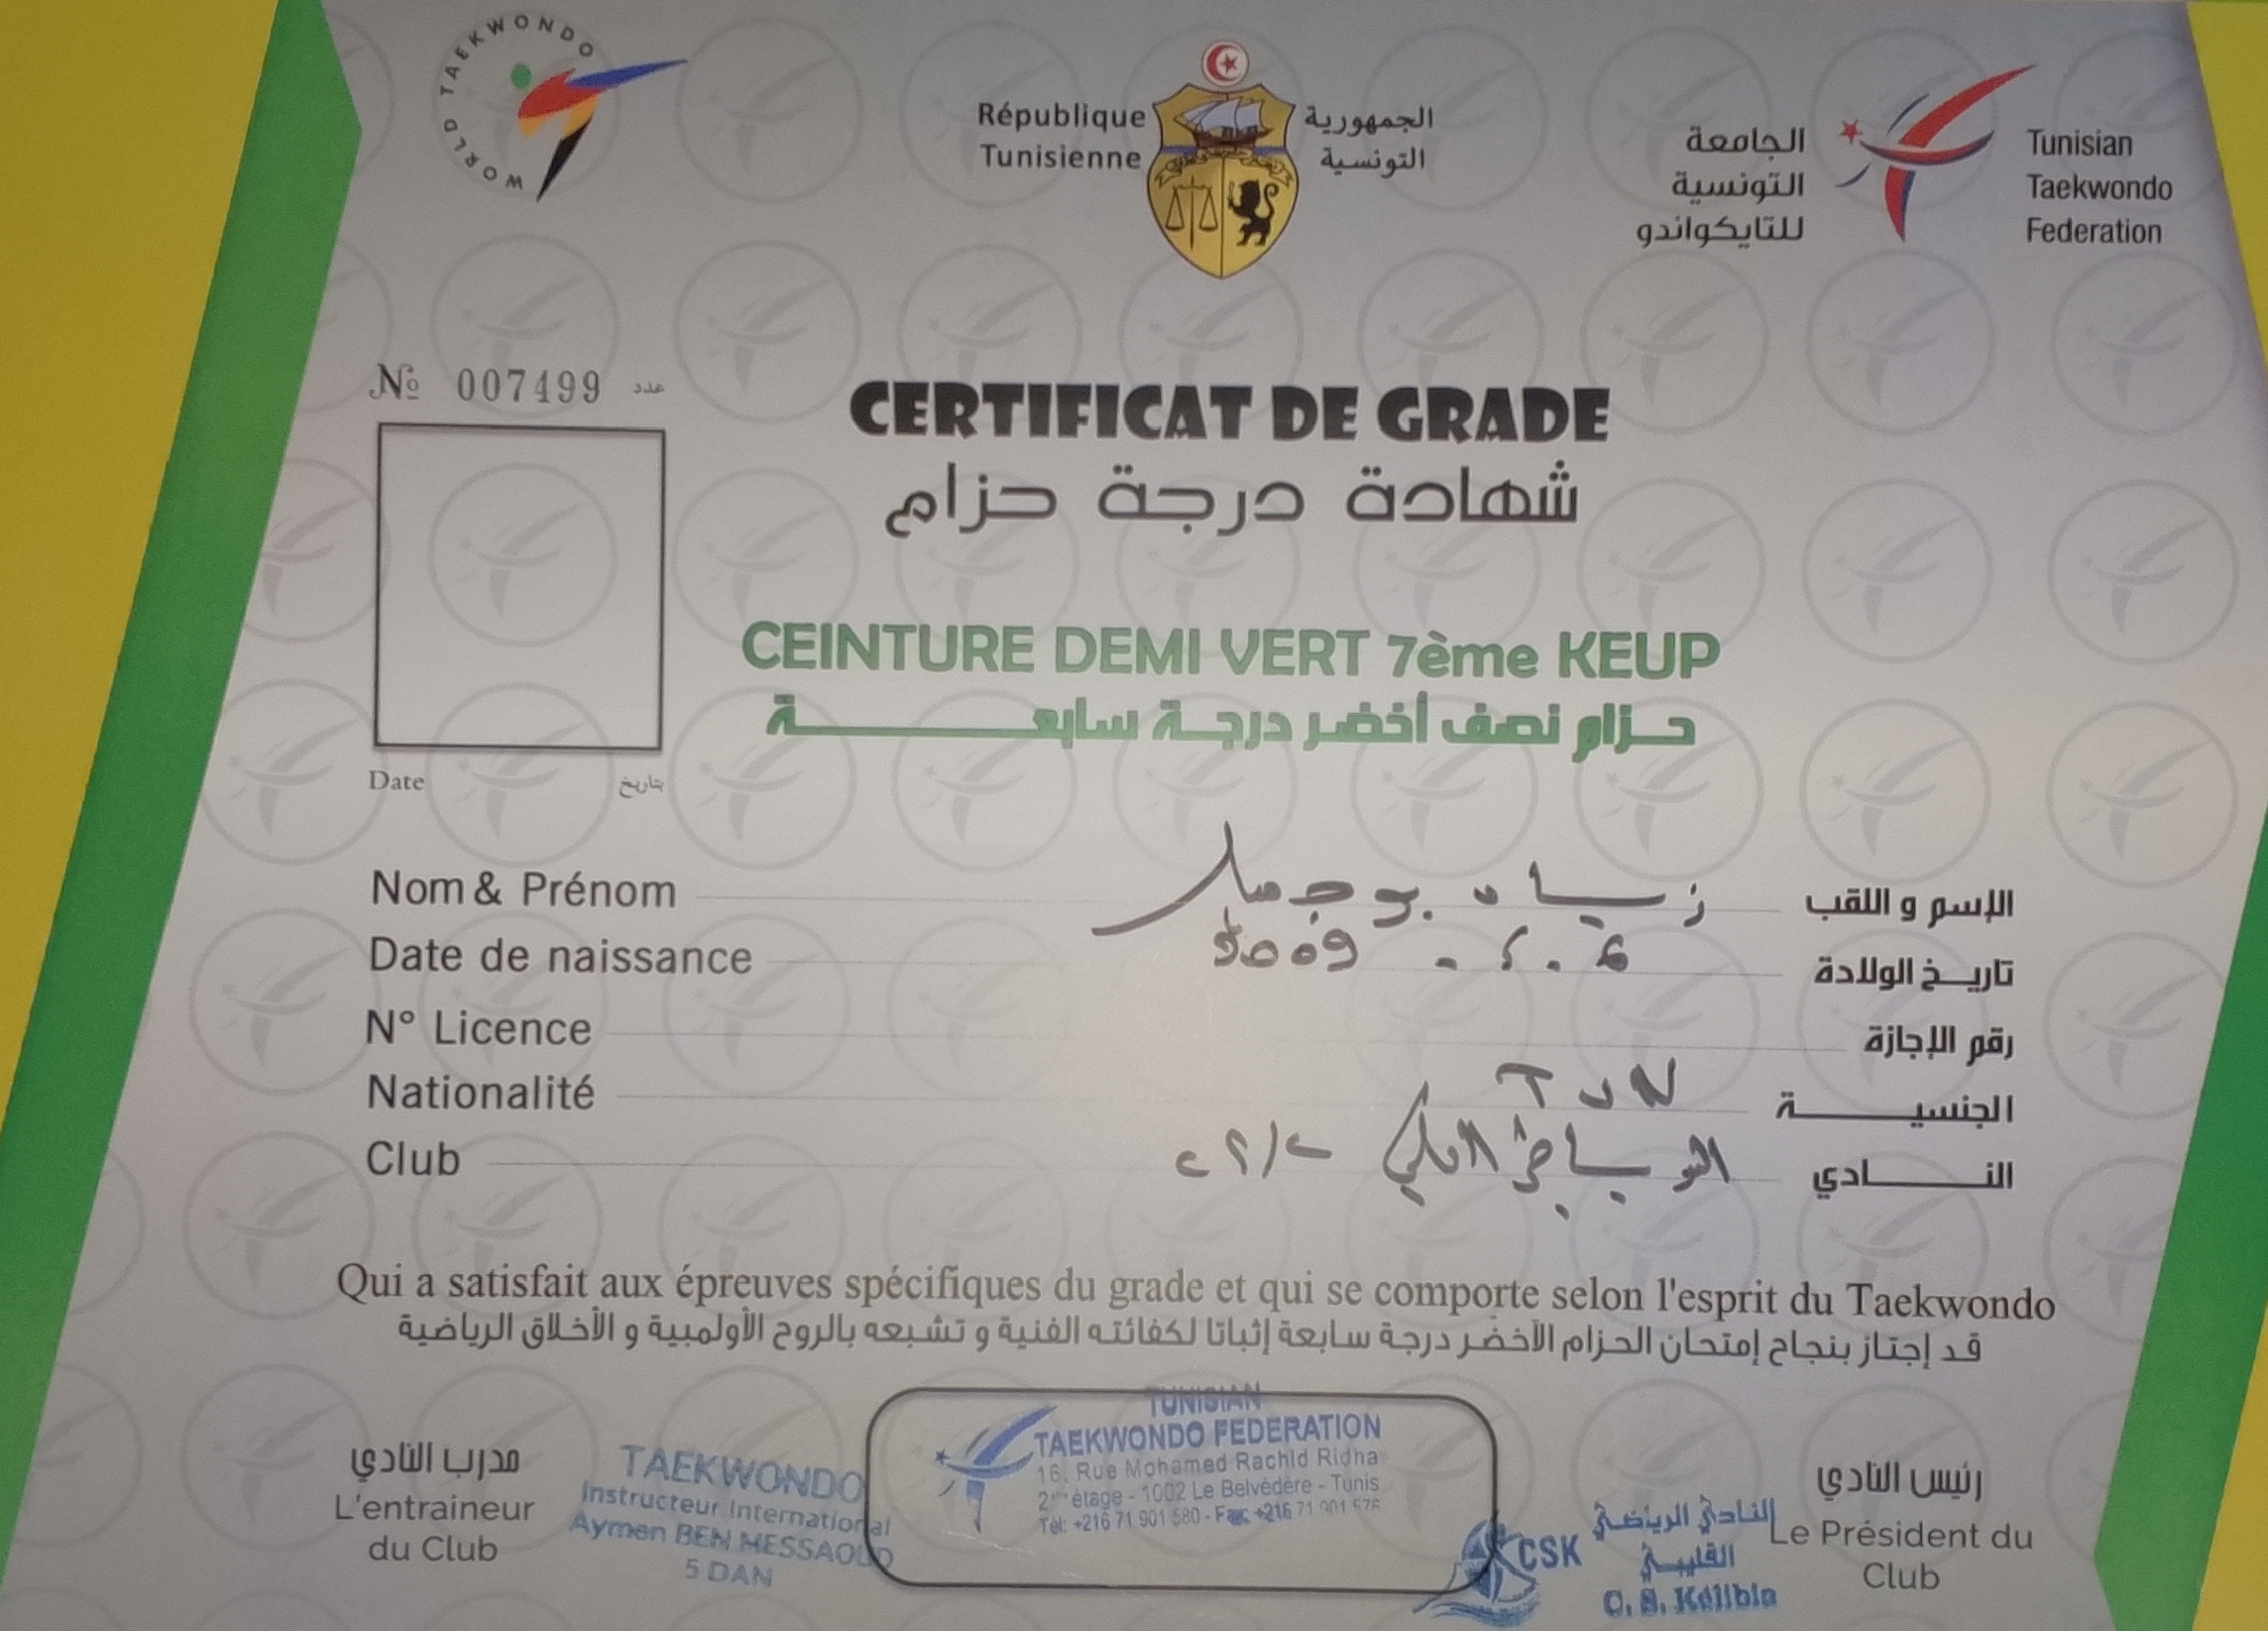 WORLD TAEKWONDO
République Tunisienne
الجمهورية التونسية
الجامعة التونسية للتايكواندو
Tunisian Taekwondo Federation
№ 007499 عدد
CERTIFICAT DE GRADE
شهادة درجة حزام
CEINTURE DEMI VERT 7ème KEUP
حزام نصف أخضر درجة سابعة
Date تاريخ
Nom & Prénom زياد الإسم و اللقب
Date de naissance 2009 تاريخ الولادة
N° Licence رقم الإجازة
Nationalité TUN الجنسية
Club النادي
Qui a satisfait aux épreuves spécifiques du grade et qui se comporte selon l'esprit du Taekwondo
قد إجتاز بنجاح إمتحان الحزام الأخضر درجة سابعة إثباتا لكفائته الفنية و تشبعه بالروح الأولمبية و الأخلاق الرياضية
مدرب النادي
L'entraineur du Club
TAEKWONDO
Instructeur International
Aymen BEN MESSAOUD
5 DAN
TUNISIAN
TAEKWONDO FEDERATION
16, Rue Mohamed Rachid Ridha
2ème étage - 1002 Le Belvédère - Tunis
Tél: +216 71 901 580 - Fax: +216 71 901 576
CSK
النادي الرياضي
القليبي
C. S. Kélibia
رئيس النادي
Le Président du Club